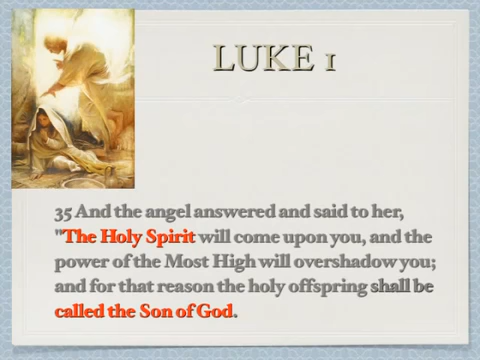 LUKE 1
35 And the angel answered and said to her,
"The Holy Spirit will come upon you, and the
power of the Most High will overshadow you;
and for that reason the holy offspring shall be
called the Son of God.